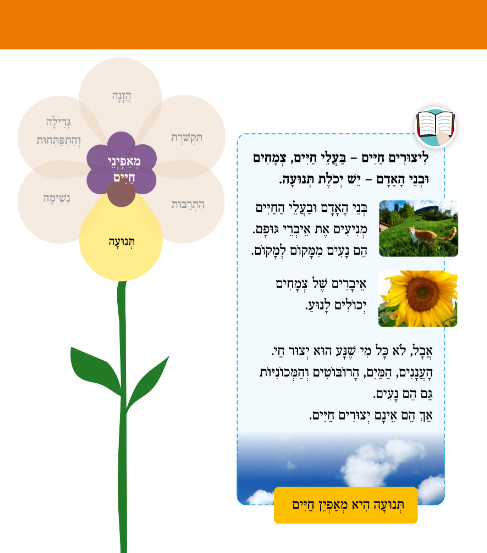 הֲזָנָה
גְּדִילָה
וְהִתְפַּתְּחוּת
תִּקְשֹׁרֶת
מְאַפְיְנֵי
חַיִּים
נְשִׁימָה
הִתְרַבּוּת
תְּנוּעָה
לִיצוּרִים חַיִּים – בַּעֲלֵי חַיִּים, צְמָחִים
וּבְנֵי הָאָדָם – יֵשׁ יְכֹלֶת תְּנוּעָה.
בְּנֵי הָאָדָם וּבַעֲלֵי הַחַיִּים
מְנִיעִים אֶת אֵיבְרֵי גּוּפָם.
הֵם נָעִים מִמָּקוֹם לְמָקוֹם.
אֵיבָרִים שֶׁל צְמָחִים
יְכוֹלִים לָנוּעַ.
אֲבָל, לֹא כָּל מִי שֶׁנָּע הוּא יְצוּר חַי.
הָעֲנָנִים, הַמַּיִם, הָרוֹבּוֹטִים וְהַמְּכוֹנִיּוֹת
גַּם הֵם נָעִים.
אַךְ הֵם אֵינָם יְצוּרִים חַיִּים.
תְּנוּעָה הִיא מְאַפְיֵן חַיִּים